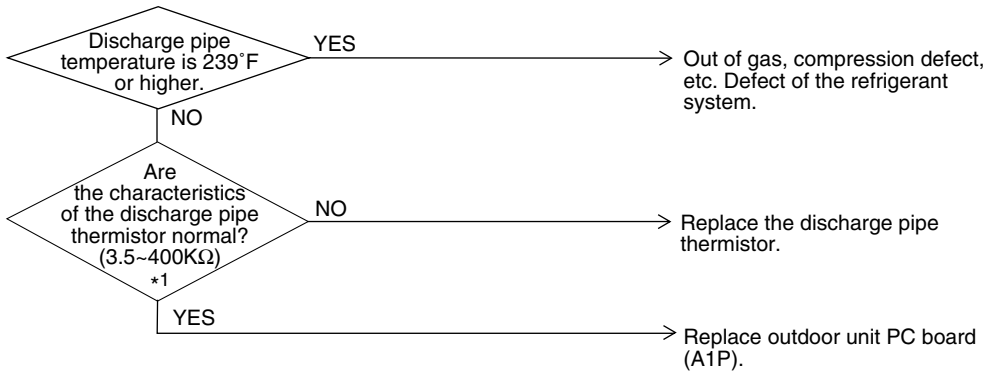 Discharge pipe
temperature is 239˚F
or higher.
YES
Out of gas, compression defect,
etc. Defect of the refrigerant
system.
NO
Are
the characteristics
of the discharge pipe
thermistor normal?
(3.5~400KΩ)
*1
NO
Replace the discharge pipe
thermistor.
YES
Replace outdoor unit PC board
(A1P).